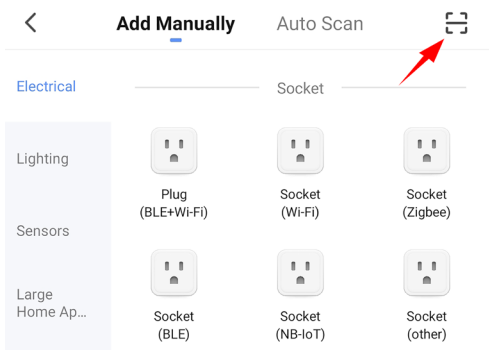 Add Manually Auto Scan
Electrical
Socket
Lighting
Plug
(BLE+Wi-Fi)
Socket
(Wi-Fi)
Socket
(Zigbee)
Sensors
Large
Home Ap...
Socket
(BLE)
Socket
(NB-IoT)
Socket
(other)